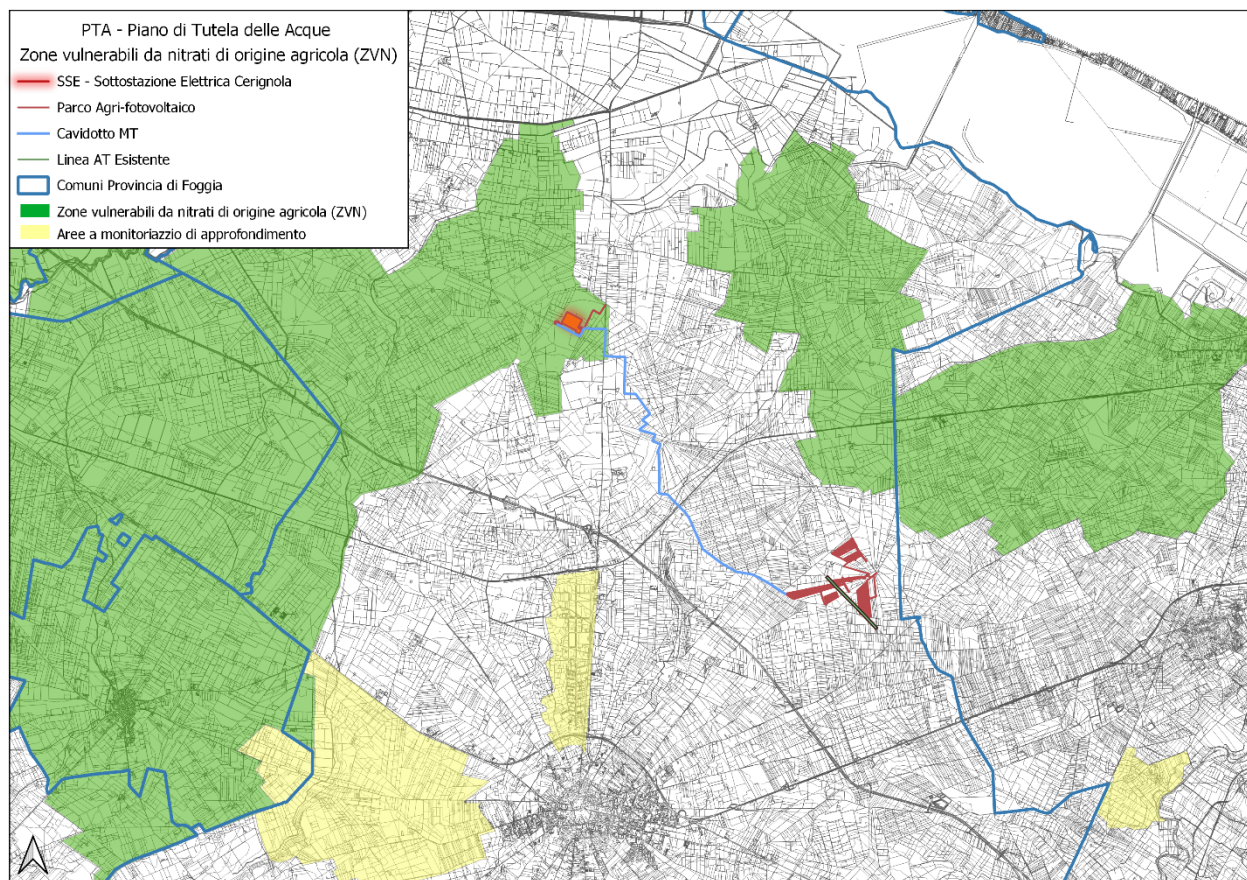 PTA - Piano di Tutela delle Acque
Zone vulnerabili da nitrati di origine agricola (ZVN)
SSE - Sottostazione Elettrica Cerignola
Parco Agri-fotovoltaico
Cavidotto MT
Linea AT Esistente
Comuni Provincia di Foggia
Zone vulnerabili da nitrati di origine agricola (ZVN)
Aree a monitoriazzio di approfondimento